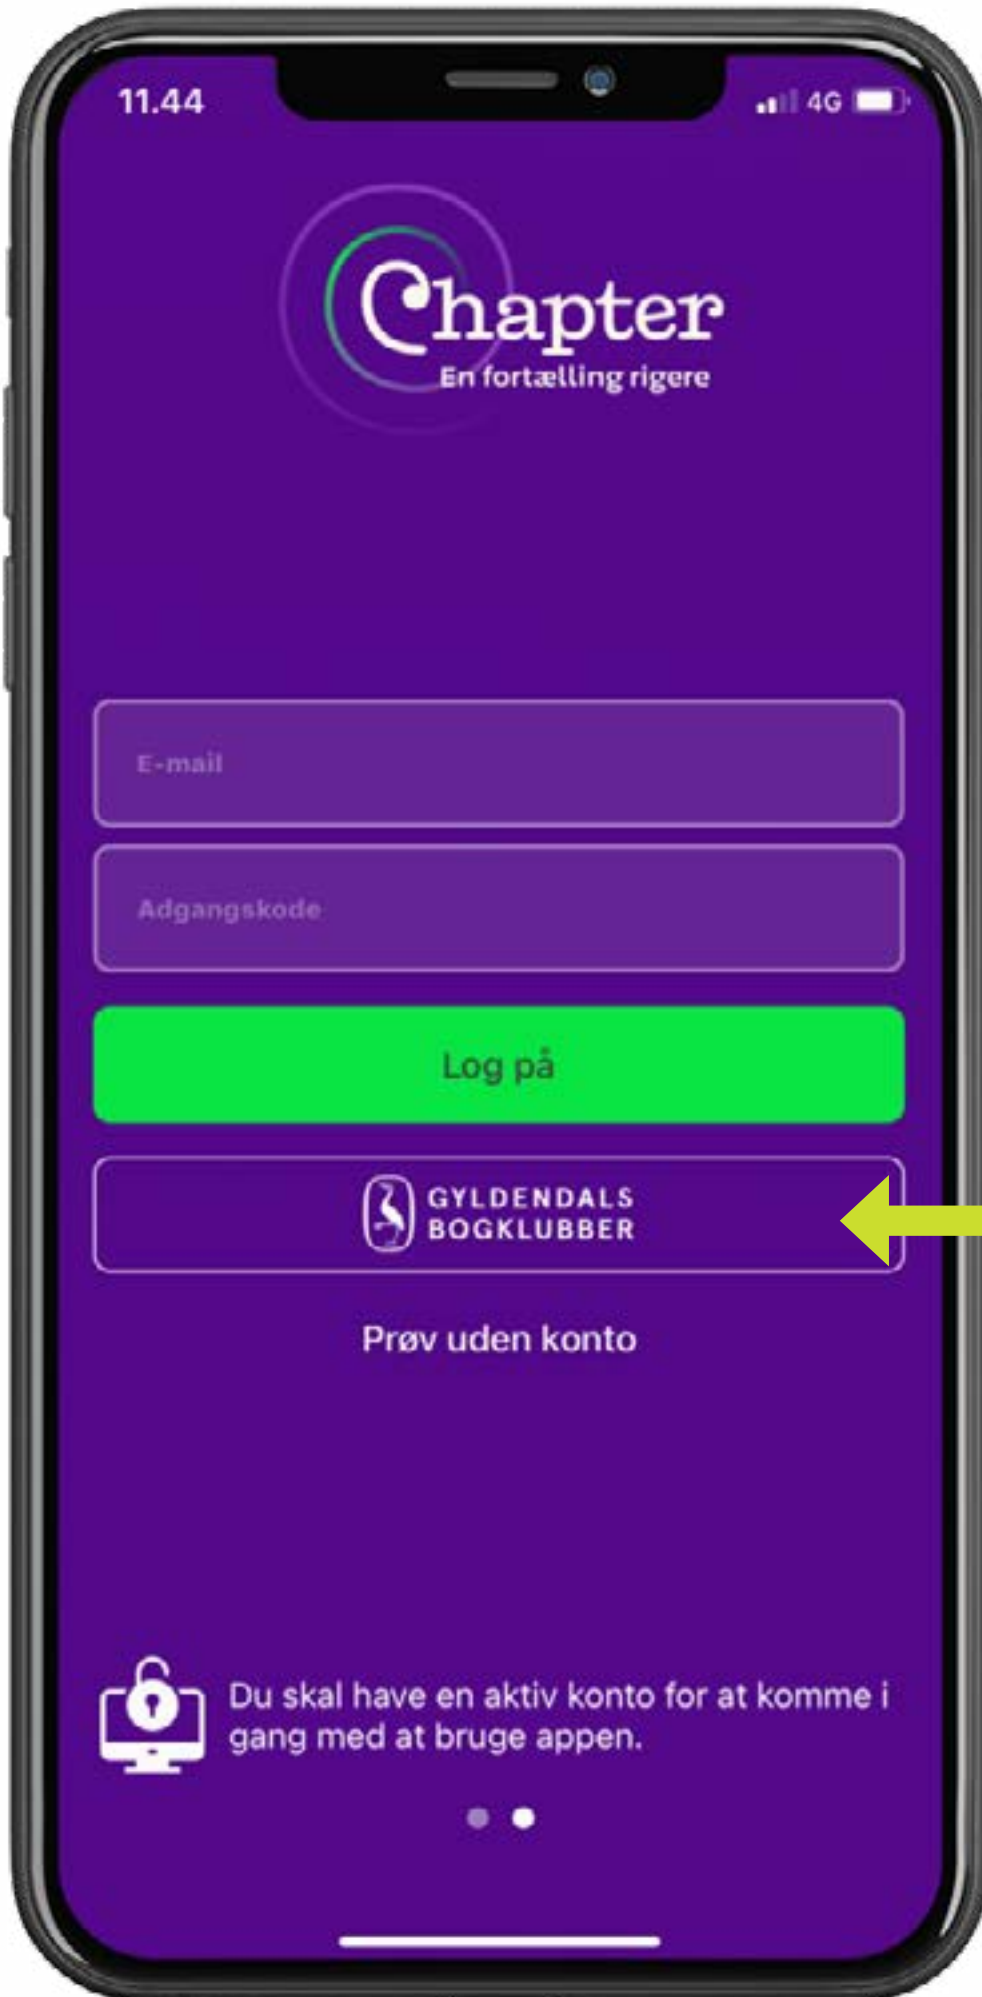 11.44
4G
Chapter
En fortælling rigere
E-mail
Adgangskode
Log på
GYLDENDALS
BOGKLUBBER
Prøv uden konto
Du skal have en aktiv konto for at komme i
gang med at bruge appen.